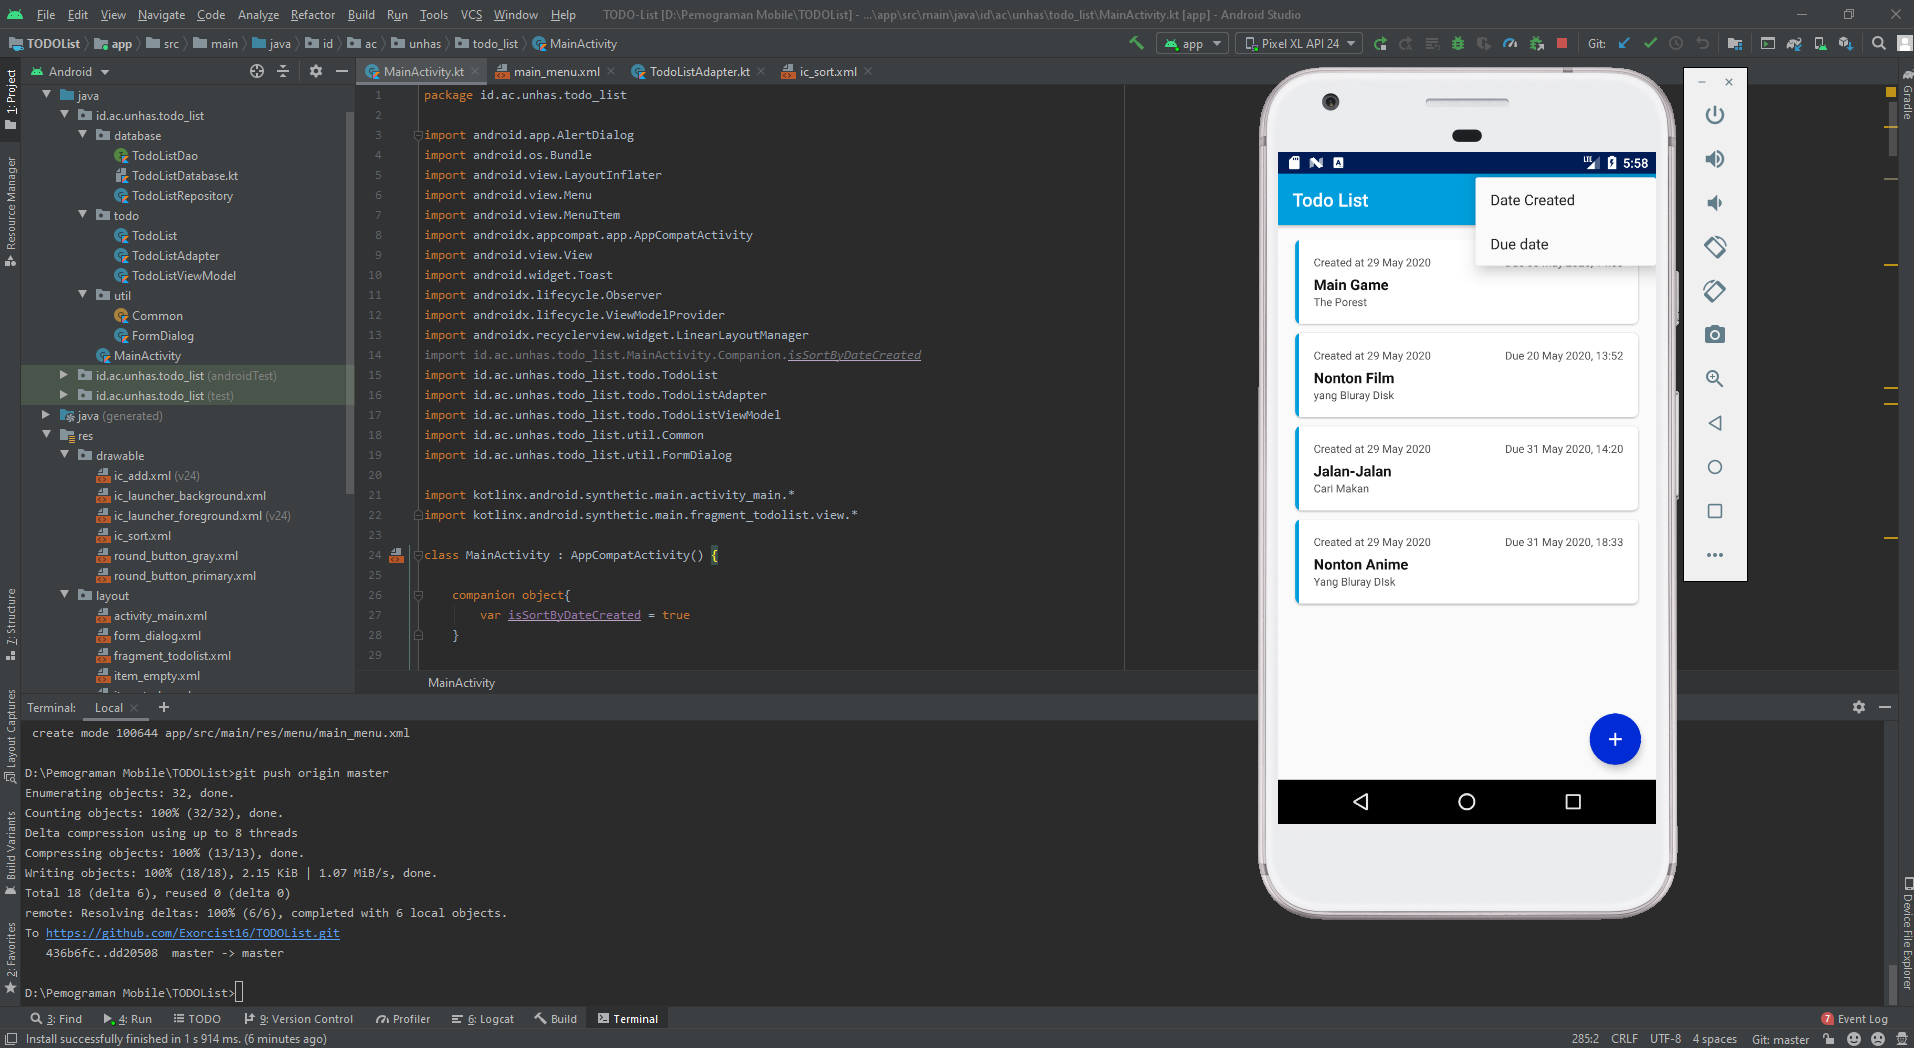 File Edit View Navigate Code Analyze Refactor Build Run Tools VCS Window Help TODO-List [D:\Pemograman Mobile\TODOList] - ...\app\src\main\java\id\ac\unhas\todo_list\MainActivity.kt [app] - Android Studio
TODOList app src main java id ac unhas todo_list MainActivity app Pixel XL API 24 Git:
Android
MainActivity.kt main_menu.xml TodoListAdapter.kt ic_sort.xml
1: Project
Resource Manager
7: Structure
Layout Captures
Build Variants
2: Favorites
java
id.ac.unhas.todo_list
database
TodoListDao
TodoListDatabase.kt
TodoListRepository
todo
TodoList
TodoListAdapter
TodoListViewModel
util
Common
FormDialog
MainActivity
id.ac.unhas.todo_list (androidTest)
id.ac.unhas.todo_list (test)
java (generated)
res
drawable
ic_add.xml (v24)
ic_launcher_background.xml
ic_launcher_foreground.xml (v24)
ic_sort.xml
round_button_gray.xml
round_button_primary.xml
layout
activity_main.xml
form_dialog.xml
fragment_todolist.xml
item_empty.xml
1 package id.ac.unhas.todo_list
2
3 import android.app.AlertDialog
4 import android.os.Bundle
5 import android.view.LayoutInflater
6 import android.view.Menu
7 import android.view.MenuItem
8 import androidx.appcompat.app.AppCompatActivity
9 import android.view.View
10 import android.widget.Toast
11 import androidx.lifecycle.Observer
12 import androidx.lifecycle.ViewModelProvider
13 import androidx.recyclerview.widget.LinearLayoutManager
14 import id.ac.unhas.todo_list.MainActivity.Companion.isSortByDateCreated
15 import id.ac.unhas.todo_list.todo.TodoList
16 import id.ac.unhas.todo_list.todo.TodoListAdapter
17 import id.ac.unhas.todo_list.todo.TodoListViewModel
18 import id.ac.unhas.todo_list.util.Common
19 import id.ac.unhas.todo_list.util.FormDialog
20
21 import kotlinx.android.synthetic.main.activity_main.*
22 import kotlinx.android.synthetic.main.fragment_todolist.view.*
23
24 class MainActivity : AppCompatActivity() {
25
26 companion object{
27 var isSortByDateCreated = true
28 }
29
MainActivity
LTE 5:58
Todo List
Date Created
Due date
Created at 29 May 2020
Main Game
The Porest
Created at 29 May 2020 Due 20 May 2020, 13:52
Nonton Film
yang Bluray DIsk
Created at 29 May 2020 Due 31 May 2020, 14:20
Jalan-Jalan
Cari Makan
Created at 29 May 2020 Due 31 May 2020, 18:33
Nonton Anime
Yang Bluray DIsk
+
Gradle
Device File Explorer
Terminal: Local +
create mode 100644 app/src/main/res/menu/main_menu.xml
D:\Pemograman Mobile\TODOList>git push origin master
Enumerating objects: 32, done.
Counting objects: 100% (32/32), done.
Delta compression using up to 8 threads
Compressing objects: 100% (13/13), done.
Writing objects: 100% (18/18), 2.15 KiB | 1.07 MiB/s, done.
Total 18 (delta 6), reused 0 (delta 0)
remote: Resolving deltas: 100% (6/6), completed with 6 local objects.
To https://github.com/Exorcist16/TODOList.git
436b6fc..dd20508 master -> master
D:\Pemograman Mobile\TODOList>
3: Find 4: Run TODO 9: Version Control Profiler 6: Logcat Build Terminal 7 Event Log
Install successfully finished in 1 s 914 ms. (6 minutes ago) 285:2 CRLF UTF-8 4 spaces Git: master